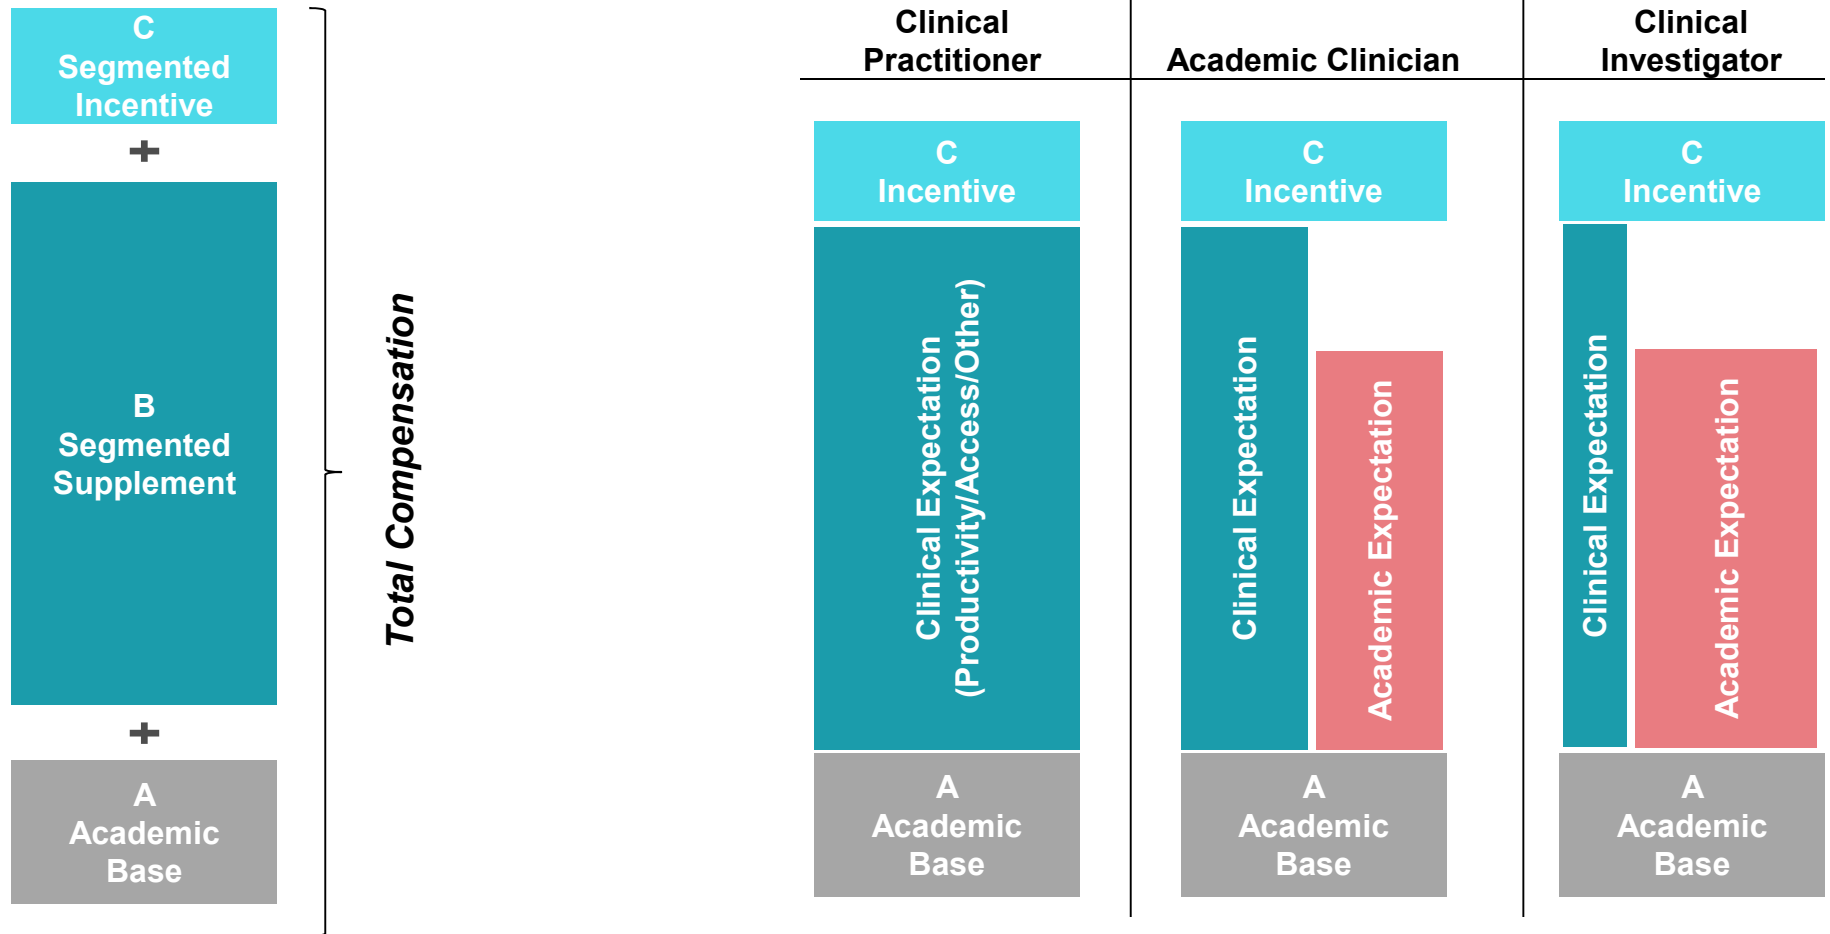 C
Segmented
Incentive
+
B
Segmented
Supplement
+
A
Academic
Base
Total Compensation
Clinical
Practitioner
C
Incentive
Clinical Expectation
(Productivity/Access/Other)
A
Academic
Base
Academic Clinician
C
Incentive
Clinical Expectation
Academic Expectation
A
Academic
Base
Clinical
Investigator
C
Incentive
Clinical Expectation
Academic Expectation
A
Academic
Base